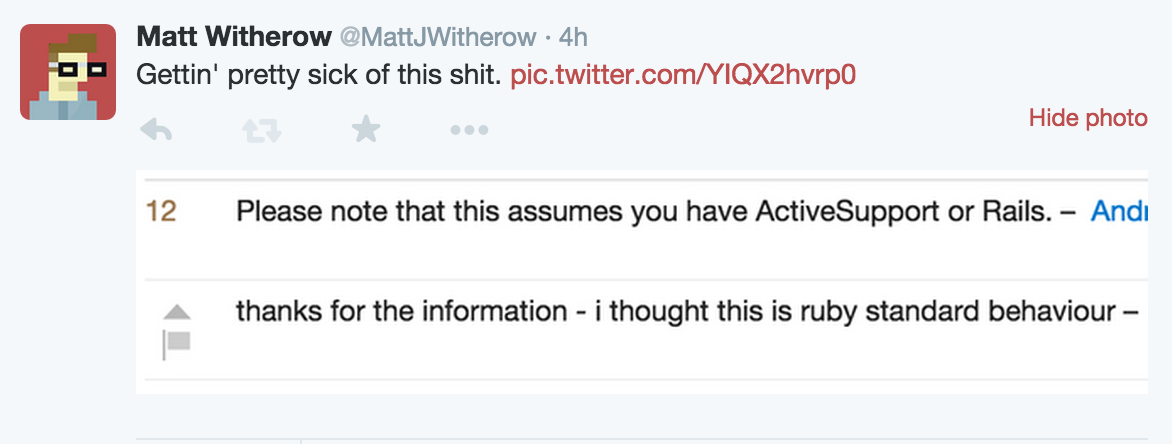 Matt Witherow @MattJWitherow · 4h
Gettin' pretty sick of this shit. pic.twitter.com/YIQX2hvrp0
Hide photo
12 Please note that this assumes you have ActiveSupport or Rails. – Andr
thanks for the information - i thought this is ruby standard behaviour –